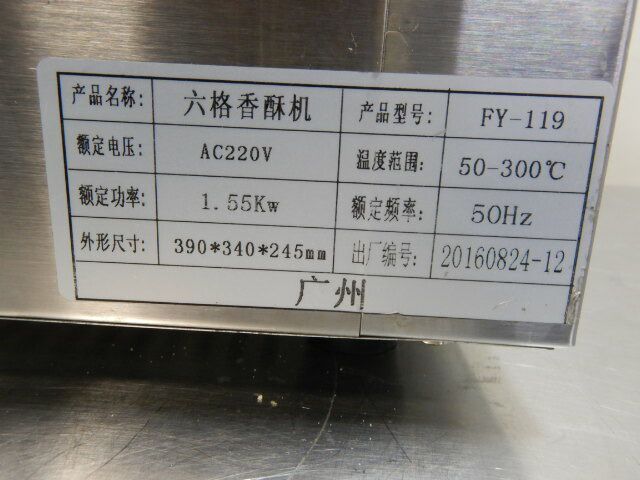 产品名称: 六格香酥机 产品型号: FY-119
额定电压: AC220V 温度范围: 50-300℃
额定功率: 1.55Kw 额定频率: 50Hz
外形尺寸: 390*340*245mm 出厂编号: 20160824-12
广州